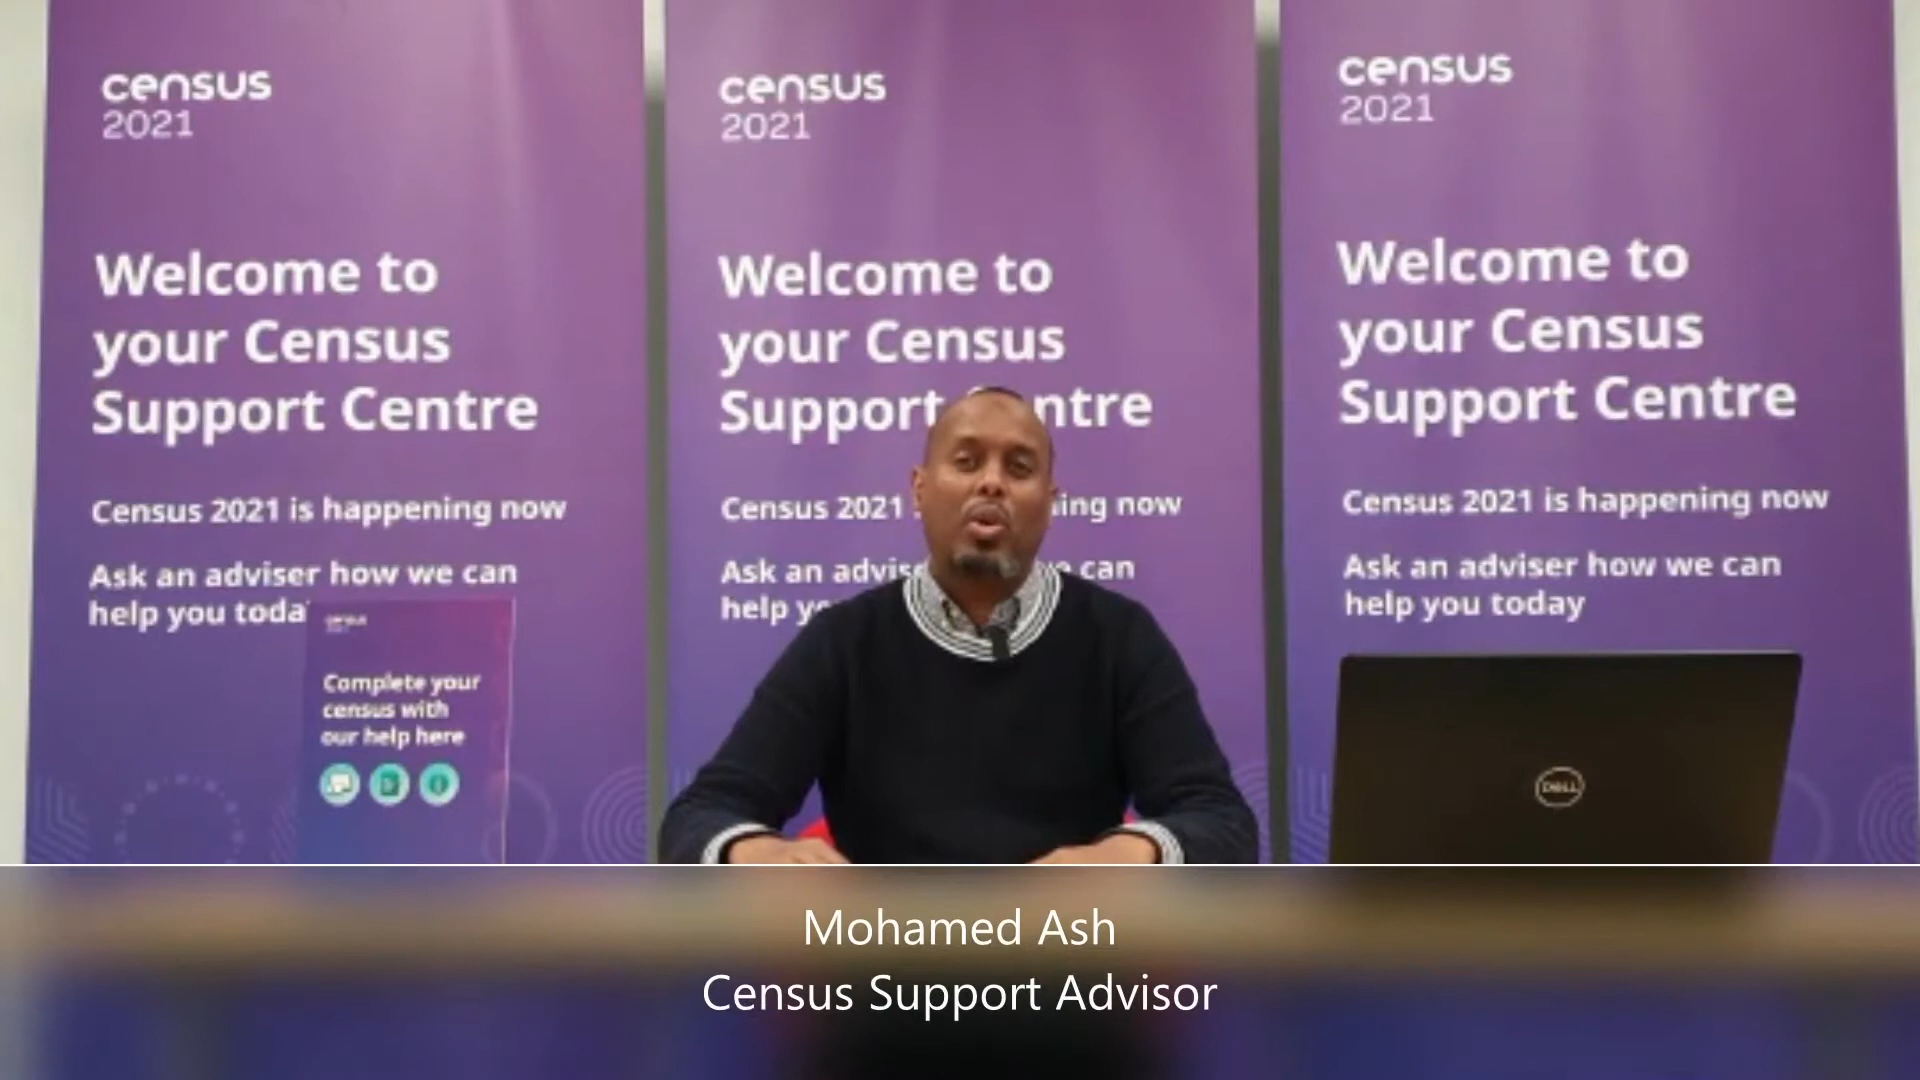 census
2021
Welcome to
your Census
Support Centre
Census 2021 is happening now
Ask an adviser how we can
help you toda
census
Complete your
census with
our help here
census
2021
Welcome to
your Census
Support ntre
Census 2021 ing now
Ask an advise can
help yo
census
2021
Welcome to
your Census
Support Centre
Census 2021 is happening now
Ask an adviser how we can
help you today
DELL
Mohamed Ash
Census Support Advisor